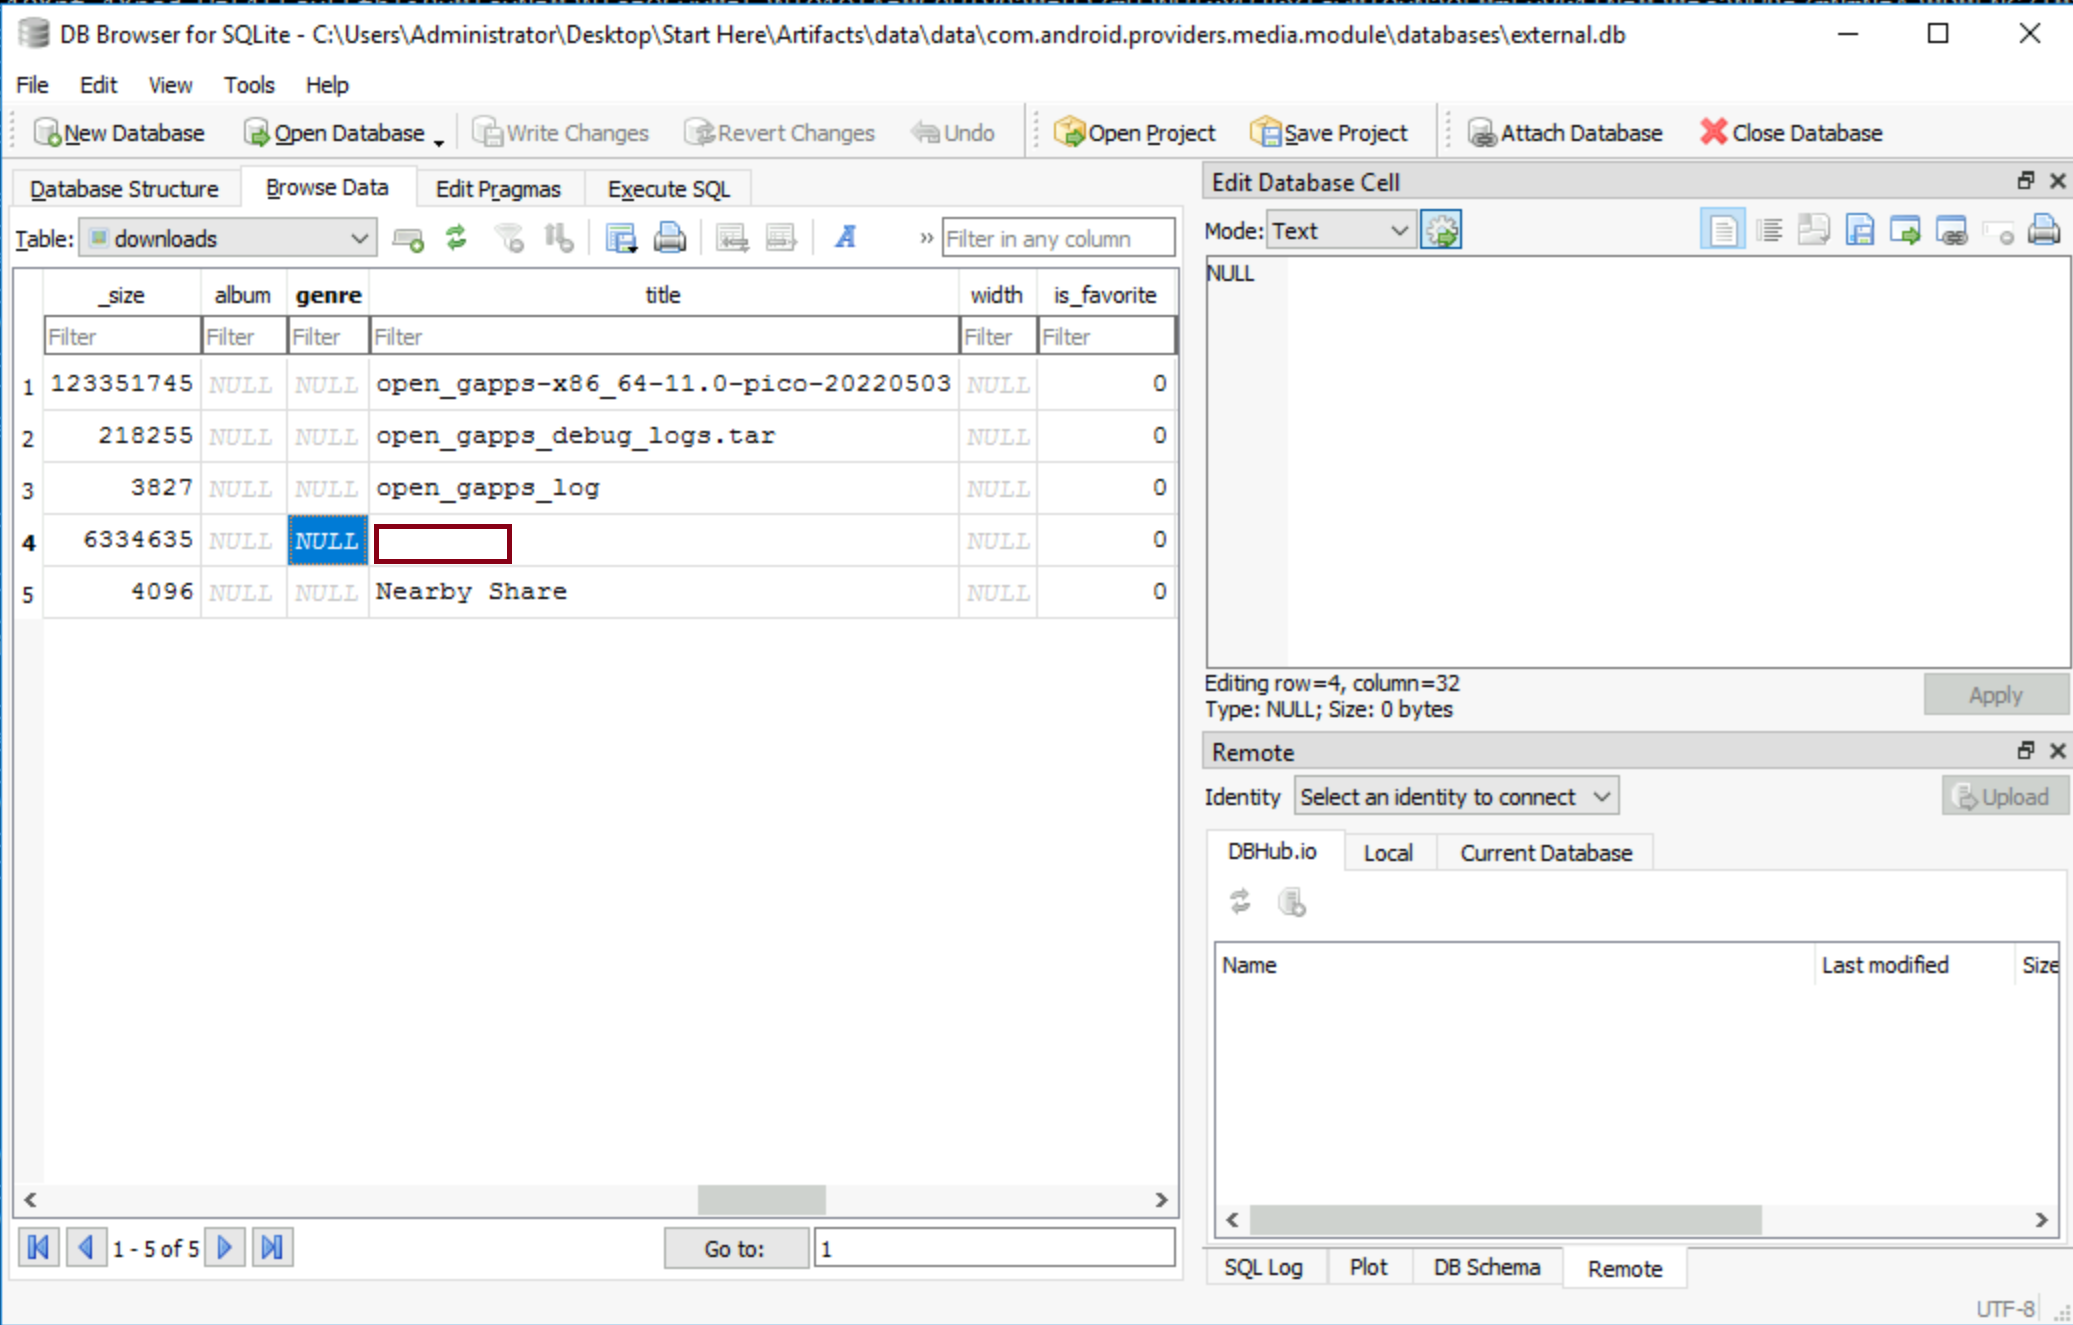 DB Browser for SQLite - C:\Users\Administrator\Desktop\Start Here\Artifacts\data\data\com.android.providers.media.module\databases\external.db
File Edit View Tools Help
New Database Open Database Write Changes Revert Changes Undo Open Project Save Project Attach Database Close Database
Database Structure Browse Data Edit Pragmas Execute SQL
Table: downloads » Filter in any column
_size album genre title width is_favorite
Filter Filter Filter Filter Filter Filter
1 123351745 NULL NULL open_gapps-x86_64-11.0-pico-20220503 NULL 0
2 218255 NULL NULL open_gapps_debug_logs.tar NULL 0
3 3827 NULL NULL open_gapps_log NULL 0
4 6334635 NULL NULL NULL 0
5 4096 NULL NULL Nearby Share NULL 0
1 - 5 of 5 Go to: 1
Edit Database Cell
Mode: Text
NULL
Editing row=4, column=32
Type: NULL; Size: 0 bytes
Apply
Remote
Identity Select an identity to connect Upload
DBHub.io Local Current Database
Name Last modified Size
SQL Log Plot DB Schema Remote
UTF-8